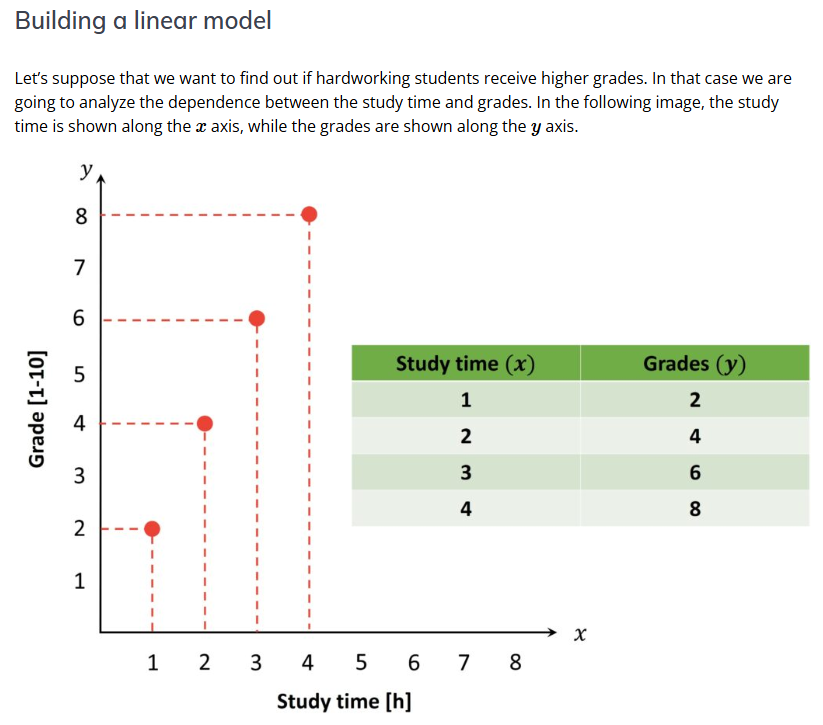 Building a linear model
Let’s suppose that we want to find out if hardworking students receive higher grades. In that case we are
going to analyze the dependence between the study time and grades. In the following image, the study
time is shown along the x axis, while the grades are shown along the y axis.
y
8
7
6
5
4
3
2
1
Grade [1-10]
Study time (x) Grades (y)
1 2
2 4
3 6
4 8
x
1 2 3 4 5 6 7 8
Study time [h]